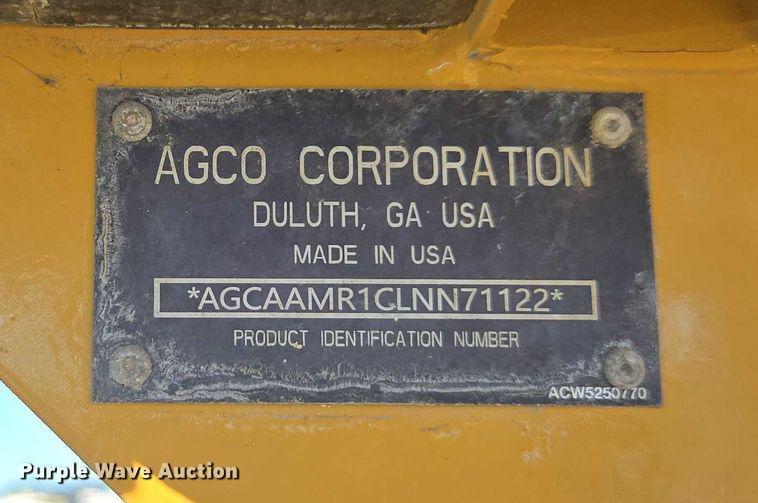 AGCO CORPORATION
DULUTH, GA USA
MADE IN USA
*AGCAAMR1CLNN71122*
PRODUCT IDENTIFICATION NUMBER
ACW5250770
Purple Wave Auction